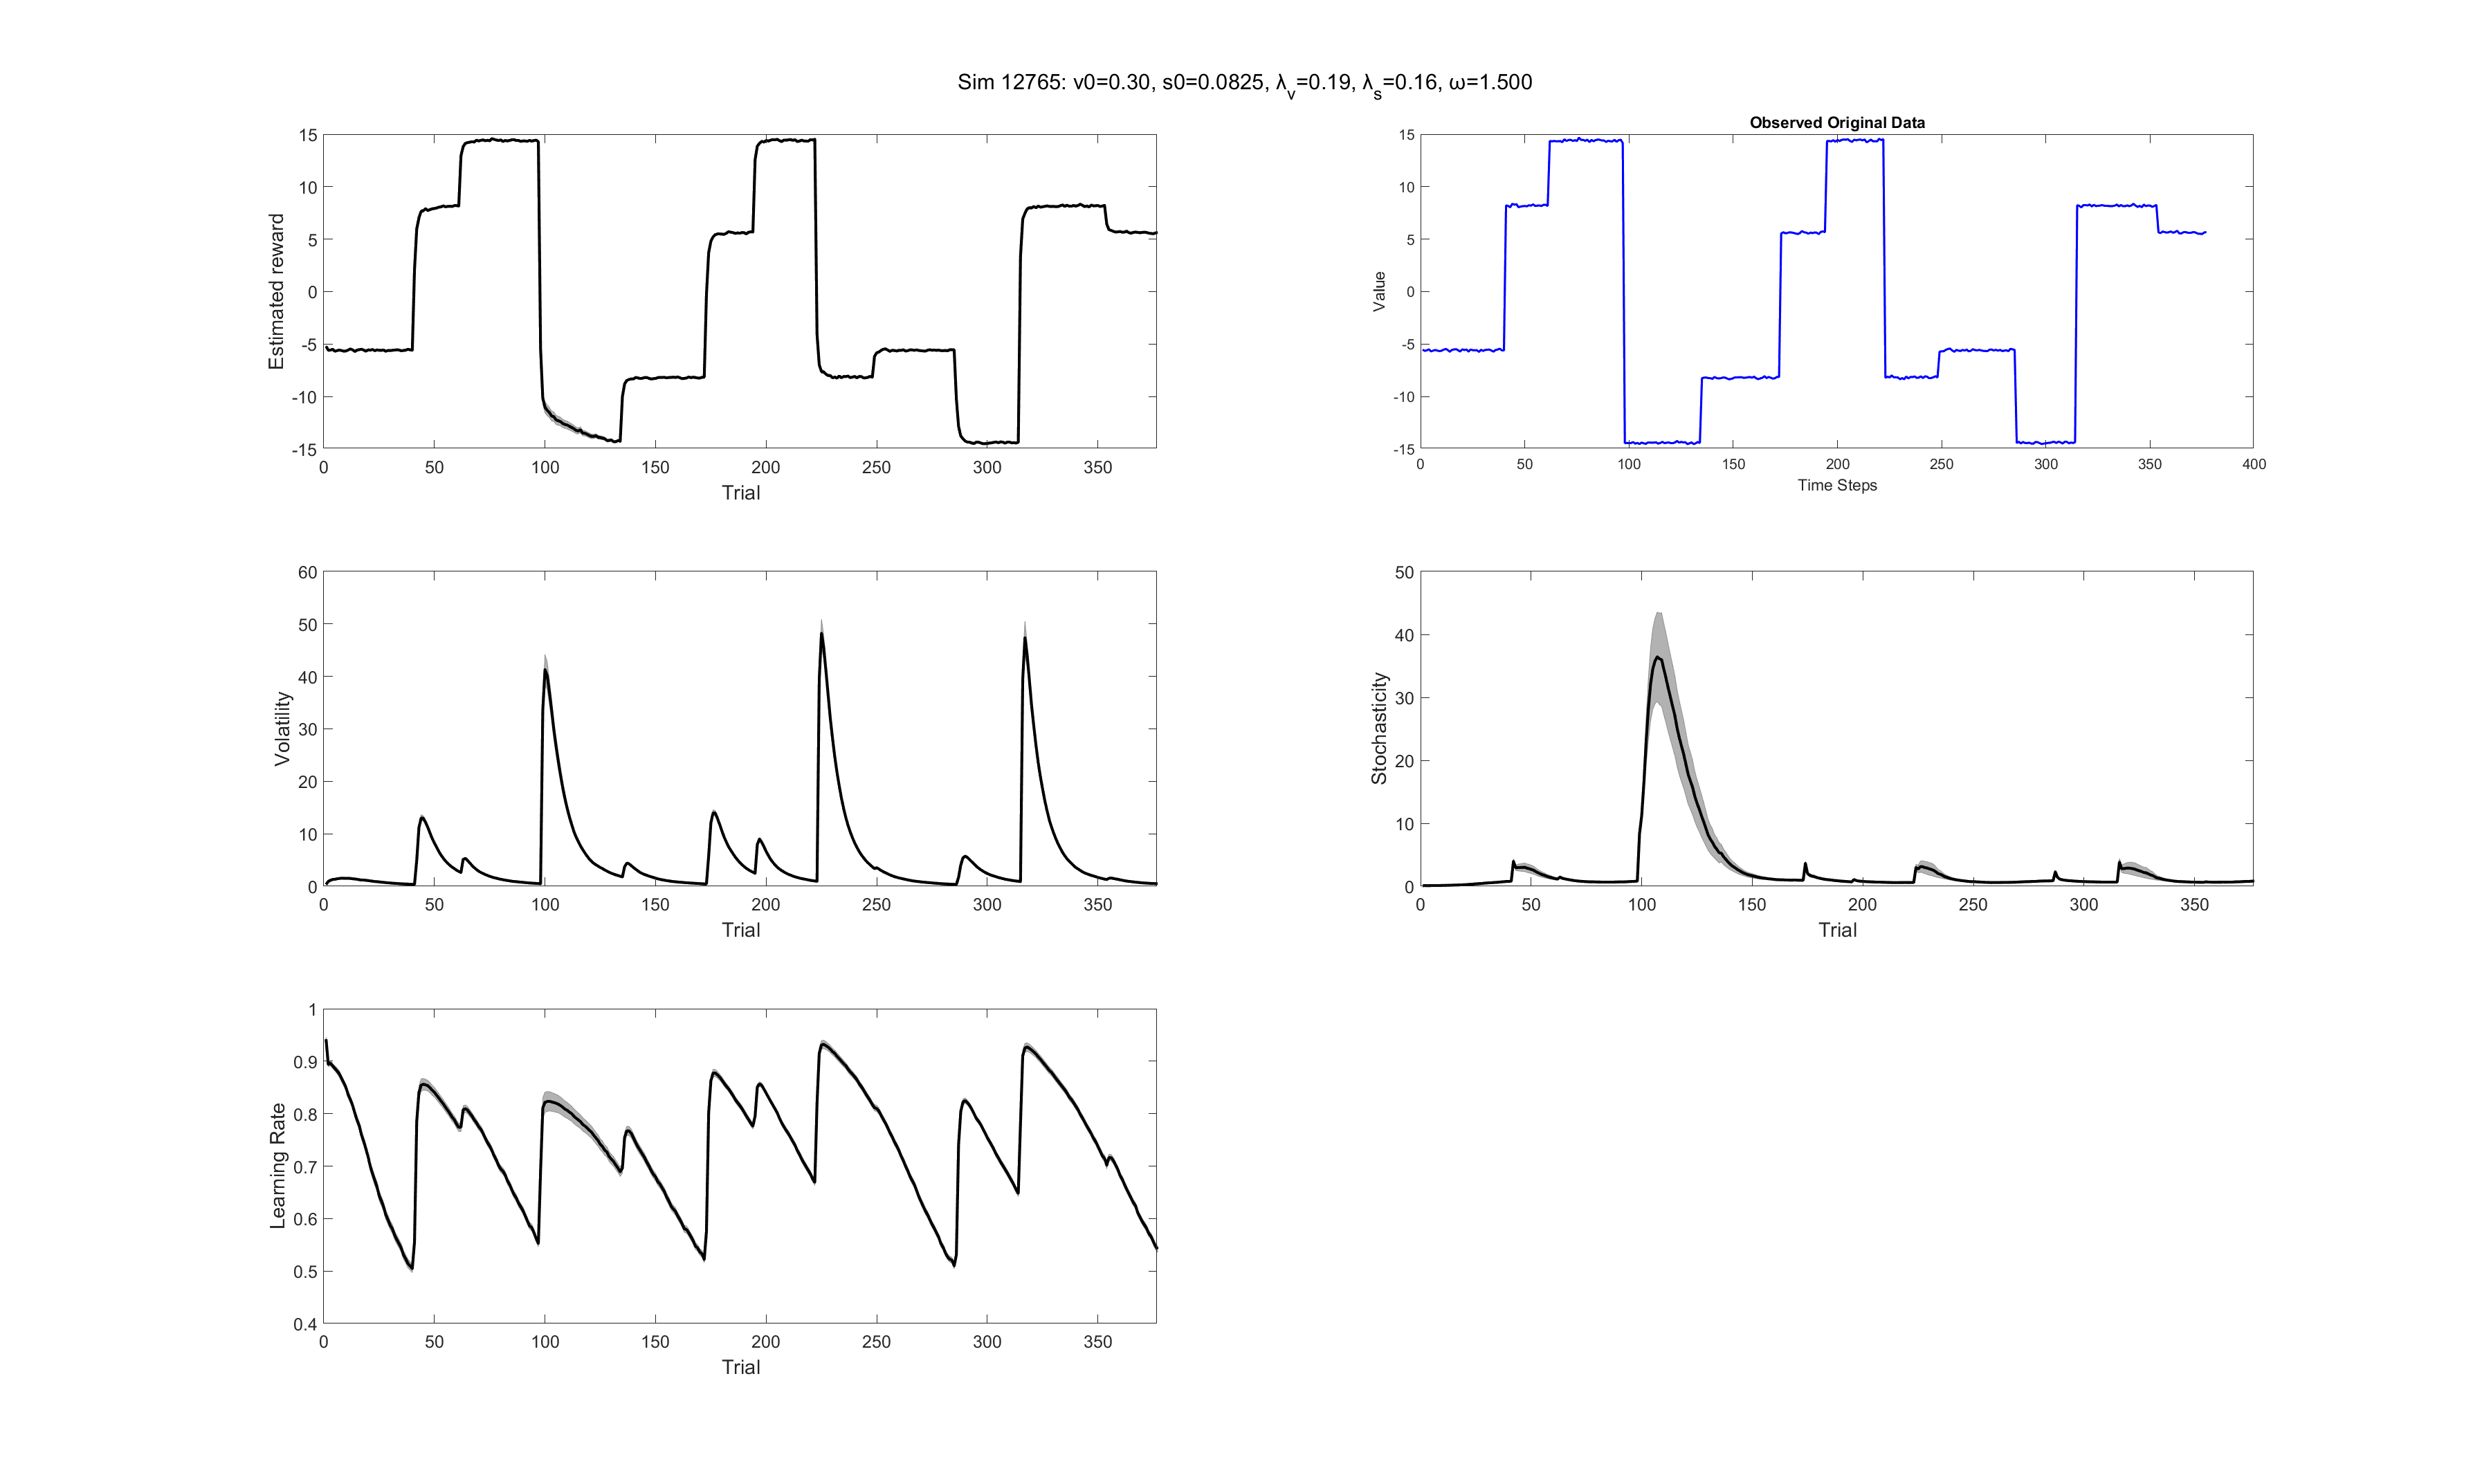 Sim 12765: v0=0.30, s0=0.0825, λv=0.19, λs=0.16, ω=1.500
15
10
5
0
-5
-10
-15
0 50 100 150 200 250 300 350
Estimated reward
Trial
Observed Original Data
15
10
5
0
-5
-10
-15
0 50 100 150 200 250 300 350 400
Value
Time Steps
60
50
40
30
20
10
0
0 50 100 150 200 250 300 350
Volatility
Trial
50
40
30
20
10
0
0 50 100 150 200 250 300 350
Stochasticity
Trial
1
0.9
0.8
0.7
0.6
0.5
0.4
0 50 100 150 200 250 300 350
Learning Rate
Trial